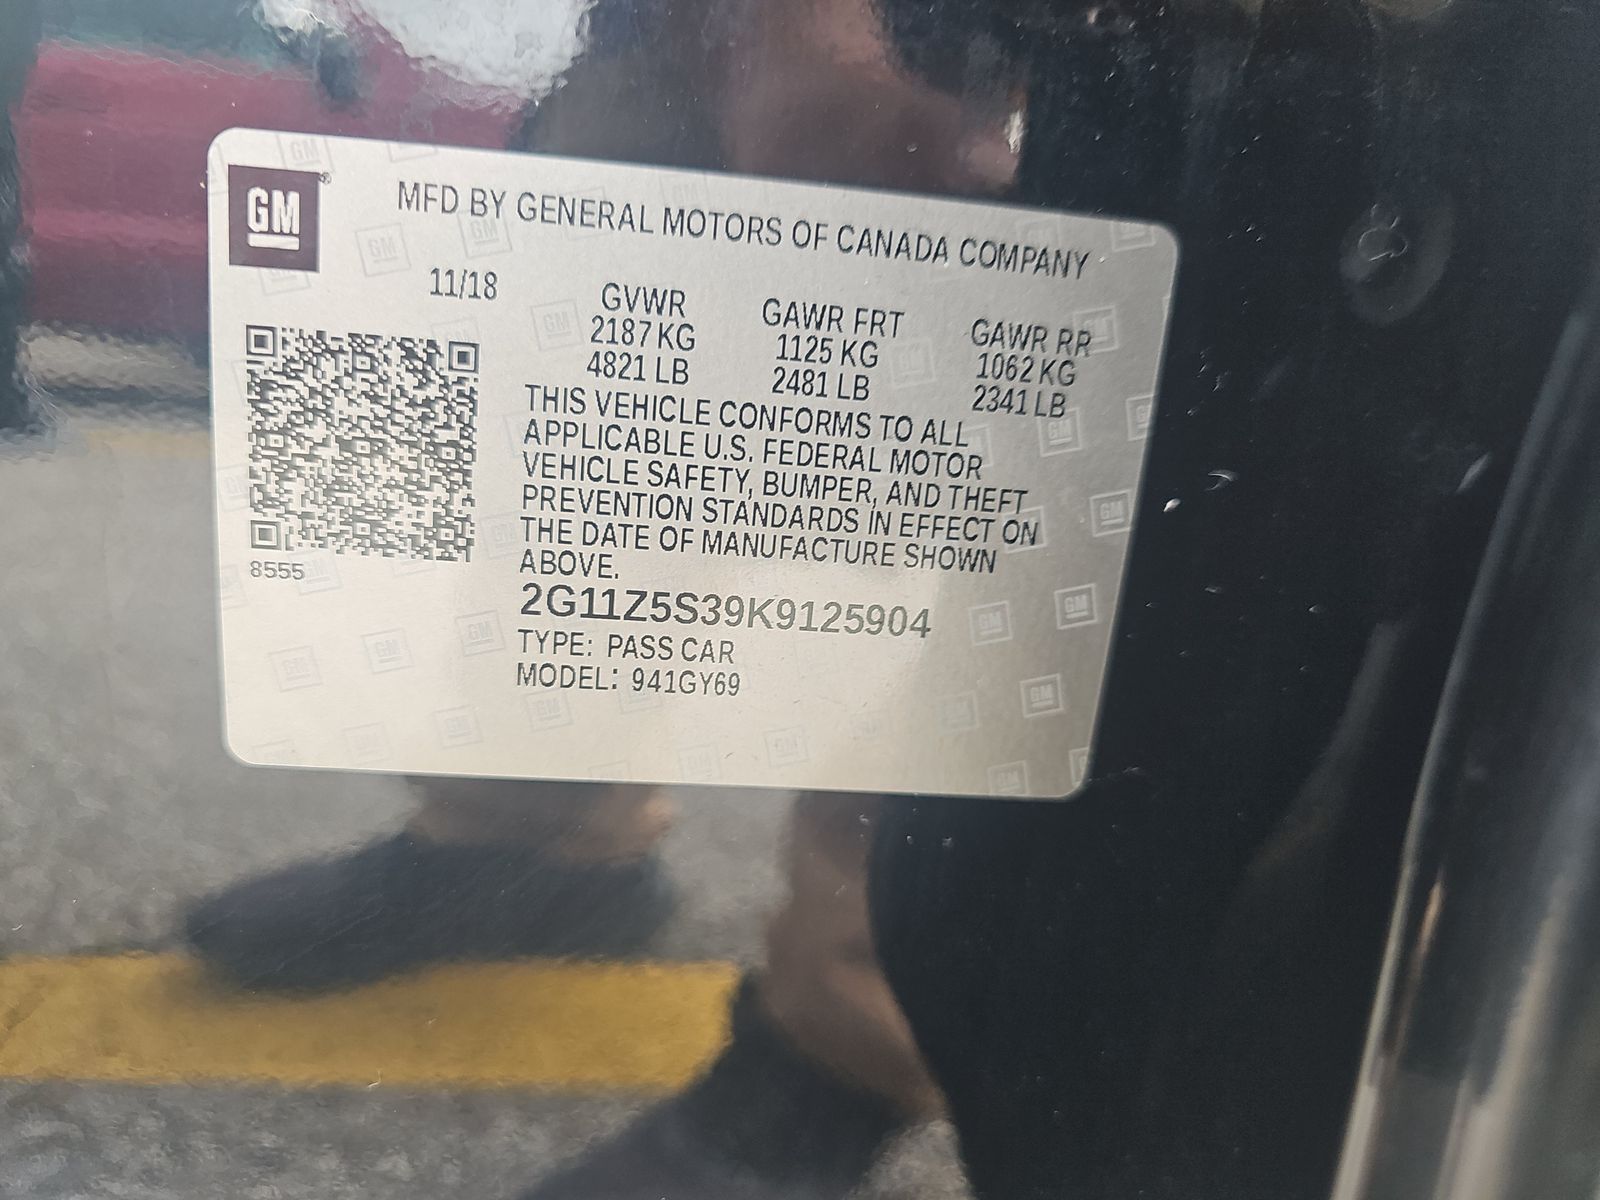 GM
MFD BY GENERAL MOTORS OF CANADA COMPANY
11/18
GVWR GAWR FRT GAWR RR
2187 KG 1125 KG 1062 KG
4821 LB 2481 LB 2341 LB
THIS VEHICLE CONFORMS TO ALL
APPLICABLE U.S. FEDERAL MOTOR
VEHICLE SAFETY, BUMPER, AND THEFT
PREVENTION STANDARDS IN EFFECT ON
THE DATE OF MANUFACTURE SHOWN
ABOVE.
8555
2G11Z5S39K9125904
TYPE: PASS CAR
MODEL: 941GY69